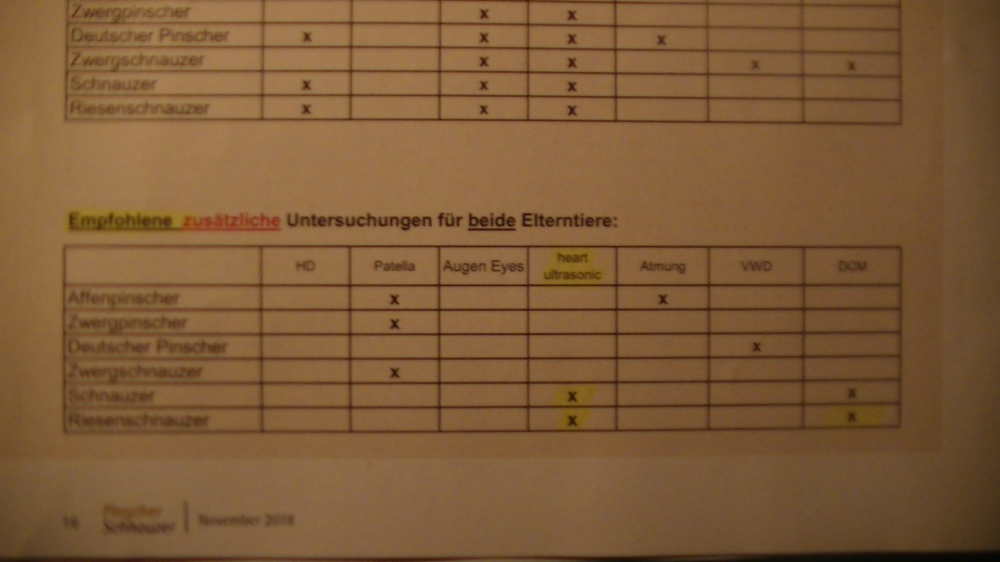 Zwergpinscher x x
Deutscher Pinscher x x x x
Zwergschnauzer x x x x
Schnauzer x x x
Riesenschnauzer x x x
Empfohlene zusätzliche Untersuchungen für beide Elterntiere:
HD Patella Augen Eyes heart ultrasonic Atmung VWD DCM
Affenpinscher x x
Zwergpinscher x
Deutscher Pinscher x
Zwergschnauzer x
Schnauzer x x
Riesenschnauzer x x
16 Pinscher Schnauzer | November 2018